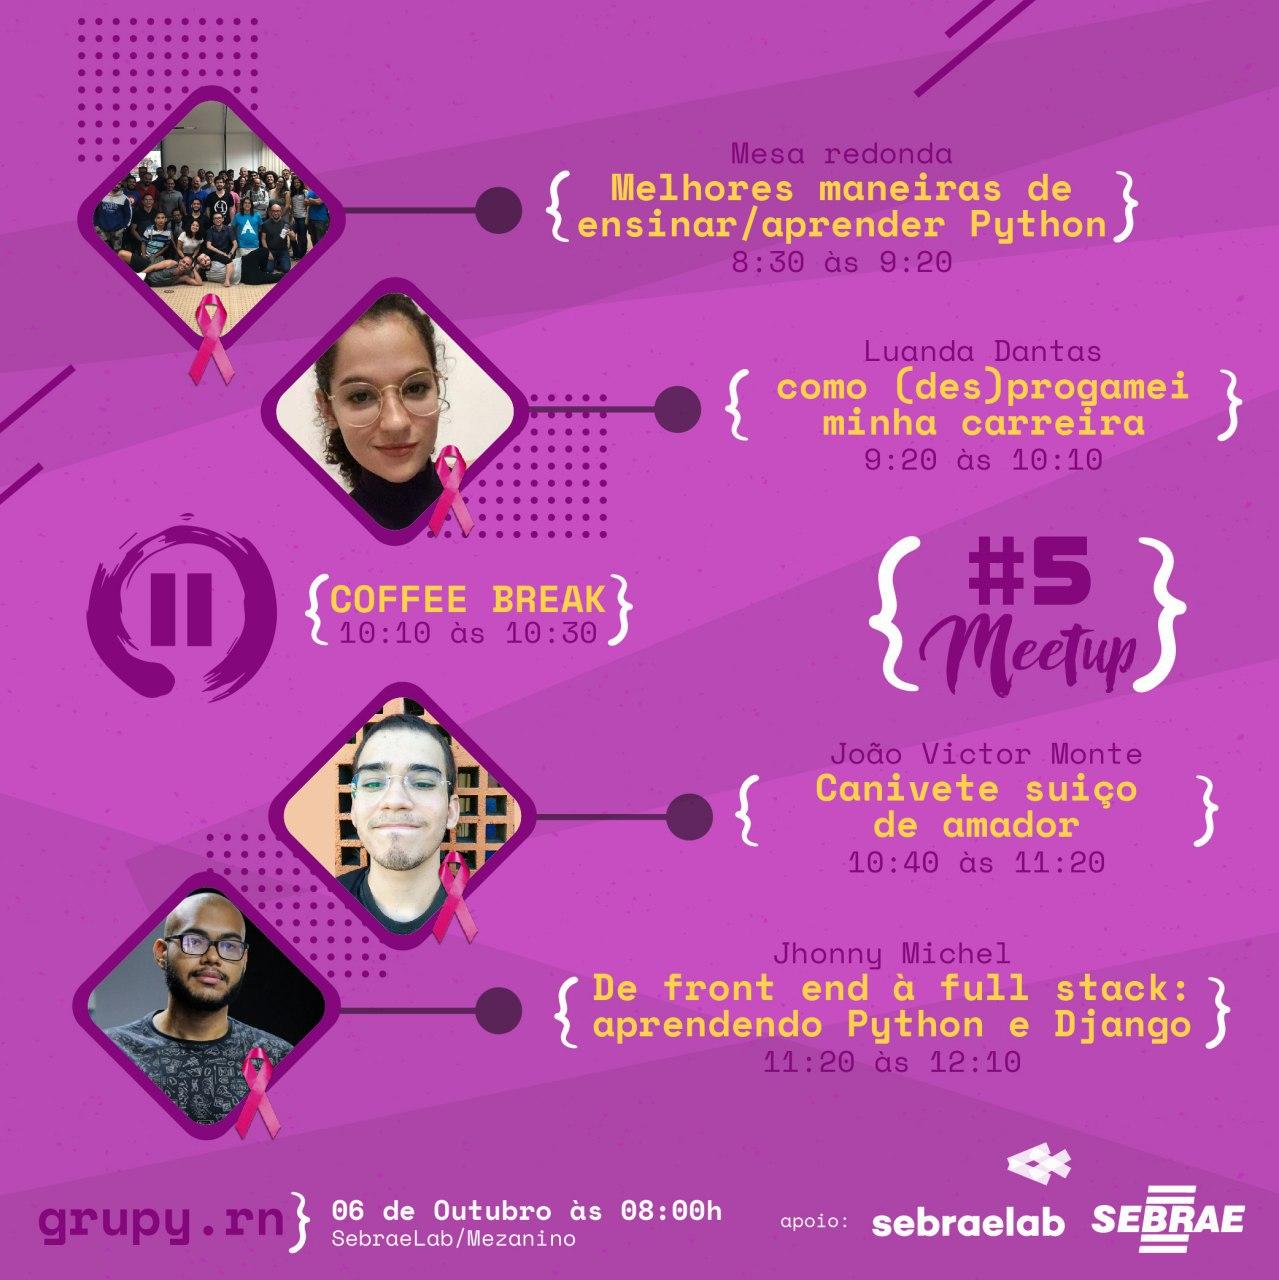 Mesa redonda
{ Melhores maneiras de
ensinar/aprender Python }
8:30 às 9:20
Luanda Dantas
{ como (des)progamei
minha carreira }
9:20 às 10:10
{ COFFEE BREAK
10:10 às 10:30 }
{ #5
Meetup }
João Victor Monte
{ Canivete suiço
de amador }
10:40 às 11:20
Jhonny Michel
{ De front end à full stack:
aprendendo Python e Django }
11:20 às 12:10
grupy.rn}
06 de Outubro às 08:00h
SebraeLab/Mezanino
apoio:
sebraelab
SEBRAE